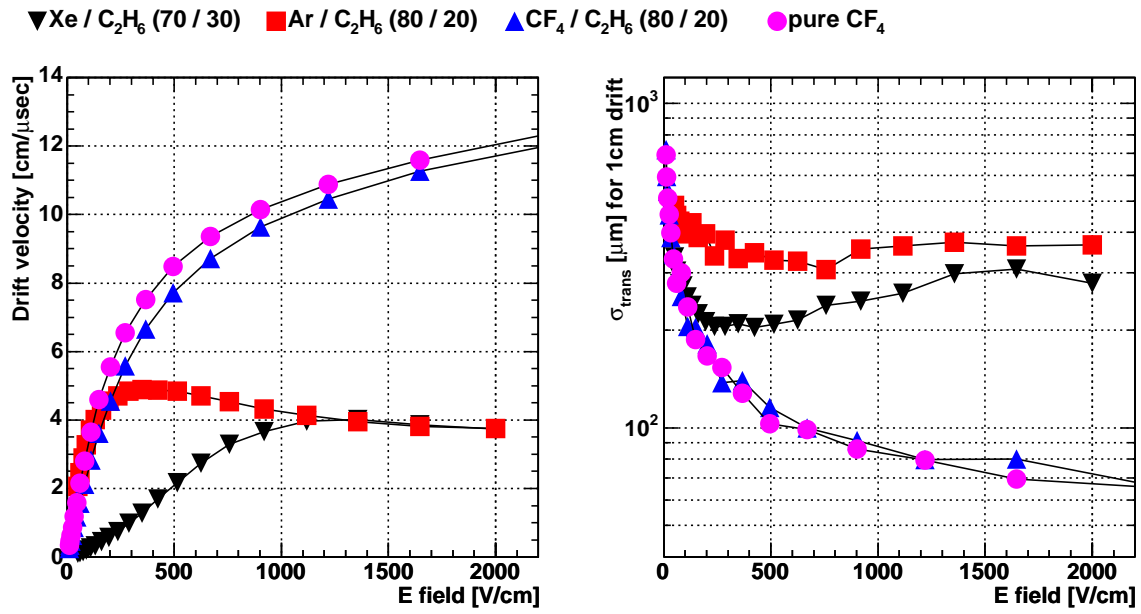 ▼Xe / C₂H₆ (70 / 30) ■Ar / C₂H₆ (80 / 20) ▲CF₄ / C₂H₆ (80 / 20) ●pure CF₄
Drift velocity [cm/μsec]
14
12
10
8
6
4
2
0
0 500 1000 1500 2000
E field [V/cm]
σtrans [μm] for 1cm drift
10³
10²
0 500 1000 1500 2000
E field [V/cm]